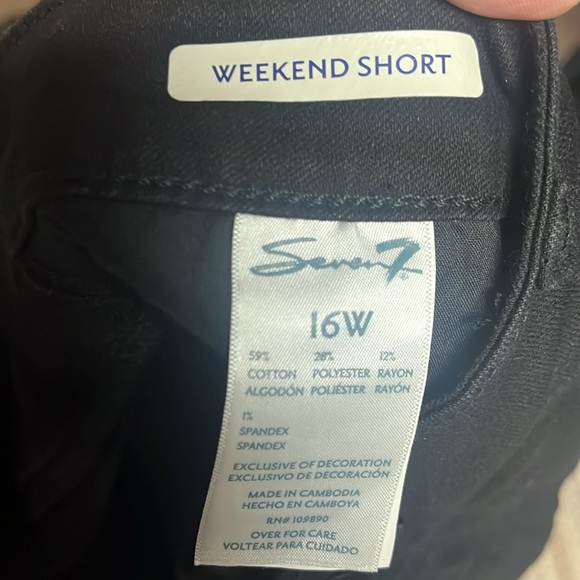 WEEKEND SHORT
Seven7
16W
59% 28% 12%
COTTON POLYESTER RAYON
ALGODÓN POLIÉSTER RAYÓN
1%
SPANDEX
SPANDEX
EXCLUSIVE OF DECORATION
EXCLUSIVO DE DECORACIÓN
MADE IN CAMBODIA
HECHO EN CAMBOYA
RN# 109890
OVER FOR CARE
VOLTEAR PARA CUIDADO